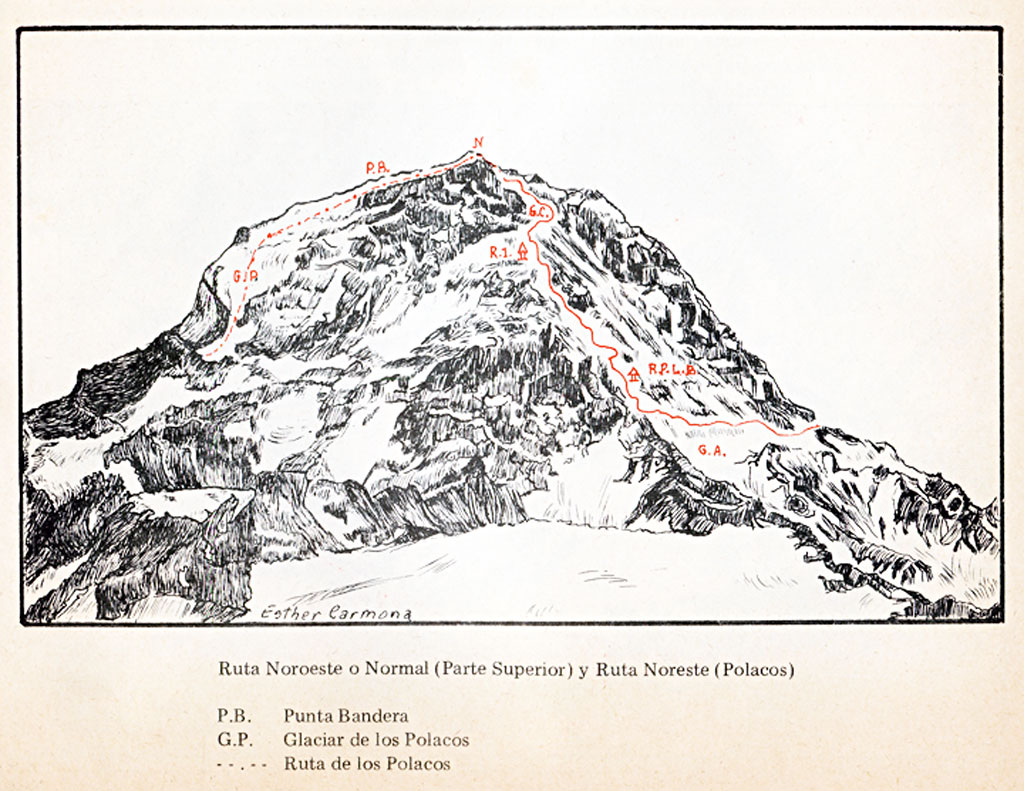 N
P.B.
G.C.
R.I.
G.P.
R.P.L.B.
G.A.
Esther Carmona
Ruta Noroeste o Normal (Parte Superior) y Ruta Noreste (Polacos)
P.B. Punta Bandera
G.P. Glaciar de los Polacos
--.-- Ruta de los Polacos